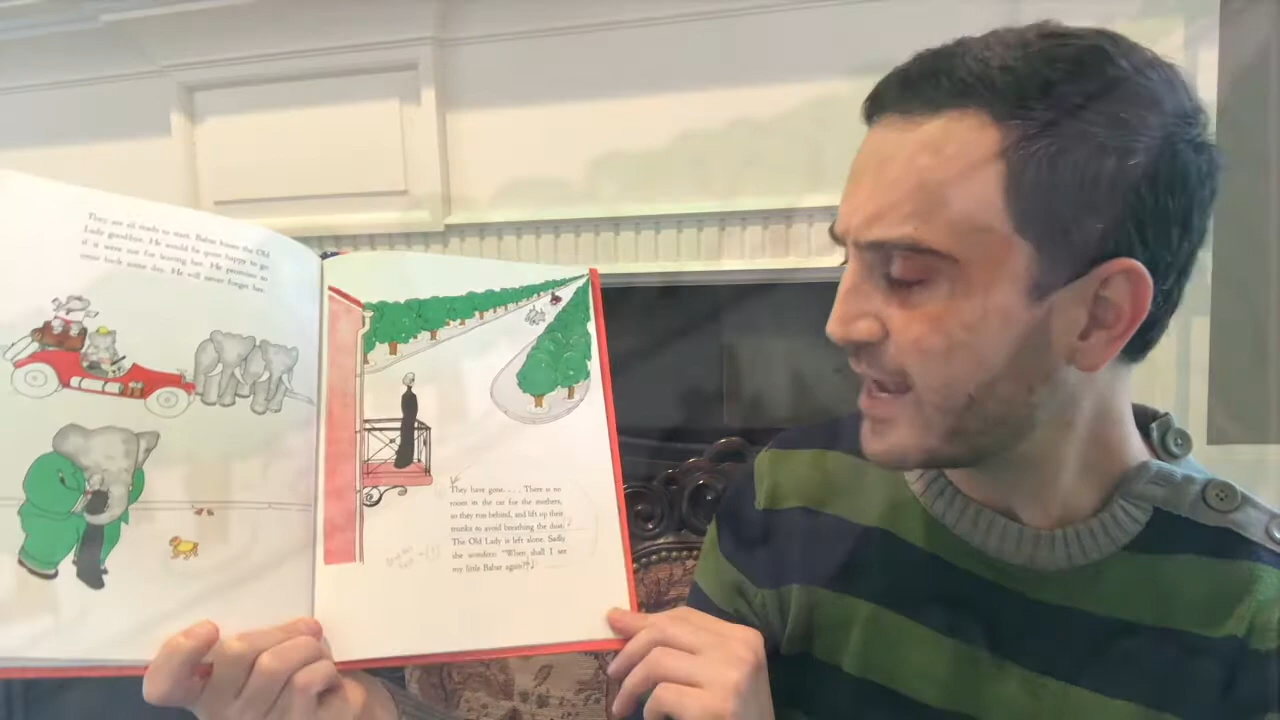 They are all ready to start. Babar kisses the Old
Lady goodbye. He would be quite happy to go
if it were not for leaving her. He promises to
come back some day. He will never forget her.
They have gone. . . . There is no
room in the car for the mothers,
so they run behind, and lift up their
trunks to avoid breathing the dust.
The Old Lady is left alone. Sadly
she wonders: "When shall I see
my little Babar again?"